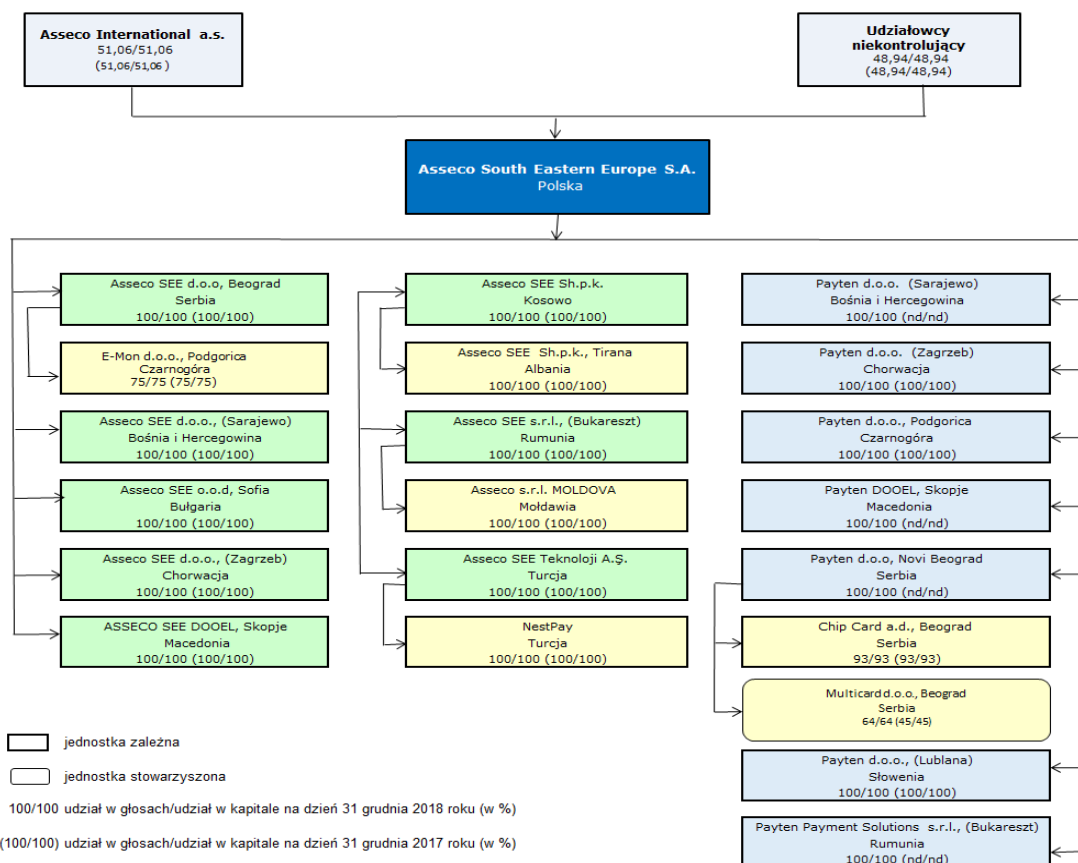 Asseco International a.s.
51,06/51,06
(51,06/51,06 )
Udziałowcy
niekontrolujący
48,94/48,94
(48,94/48,94)
Asseco South Eastern Europe S.A.
Polska
Asseco SEE d.o.o, Beograd
Serbia
100/100 (100/100)
E-Mon d.o.o., Podgorica
Czarnogóra
75/75 (75/75)
Asseco SEE d.o.o., (Sarajewo)
Bośnia i Hercegowina
100/100 (100/100)
Asseco SEE o.o.d, Sofia
Bułgaria
100/100 (100/100)
Asseco SEE d.o.o., (Zagrzeb)
Chorwacja
100/100 (100/100)
ASSECO SEE DOOEL, Skopje
Macedonia
100/100 (100/100)
Asseco SEE Sh.p.k.
Kosowo
100/100 (100/100)
Asseco SEE Sh.p.k., Tirana
Albania
100/100 (100/100)
Asseco SEE s.r.l., (Bukareszt)
Rumunia
100/100 (100/100)
Asseco s.r.l. MOLDOVA
Mołdawia
100/100 (100/100)
Asseco SEE Teknoloji A.Ş.
Turcja
100/100 (100/100)
NestPay
Turcja
100/100 (100/100)
Payten d.o.o. (Sarajewo)
Bośnia i Hercegowina
100/100 (nd/nd)
Payten d.o.o. (Zagrzeb)
Chorwacja
100/100 (100/100)
Payten d.o.o., Podgorica
Czarnogóra
100/100 (100/100)
Payten DOOEL, Skopje
Macedonia
100/100 (nd/nd)
Payten d.o.o, Novi Beograd
Serbia
100/100 (nd/nd)
Chip Card a.d., Beograd
Serbia
93/93 (93/93)
Multicard d.o.o., Beograd
Serbia
64/64 (45/45)
Payten d.o.o., (Lublana)
Słowenia
100/100 (100/100)
Payten Payment Solutions s.r.l., (Bukareszt)
Rumunia
100/100 (nd/nd)
jednostka zależna
jednostka stowarzyszona
100/100 udział w głosach/udział w kapitale na dzień 31 grudnia 2018 roku (w %)
(100/100) udział w głosach/udział w kapitale na dzień 31 grudnia 2017 roku (w %)